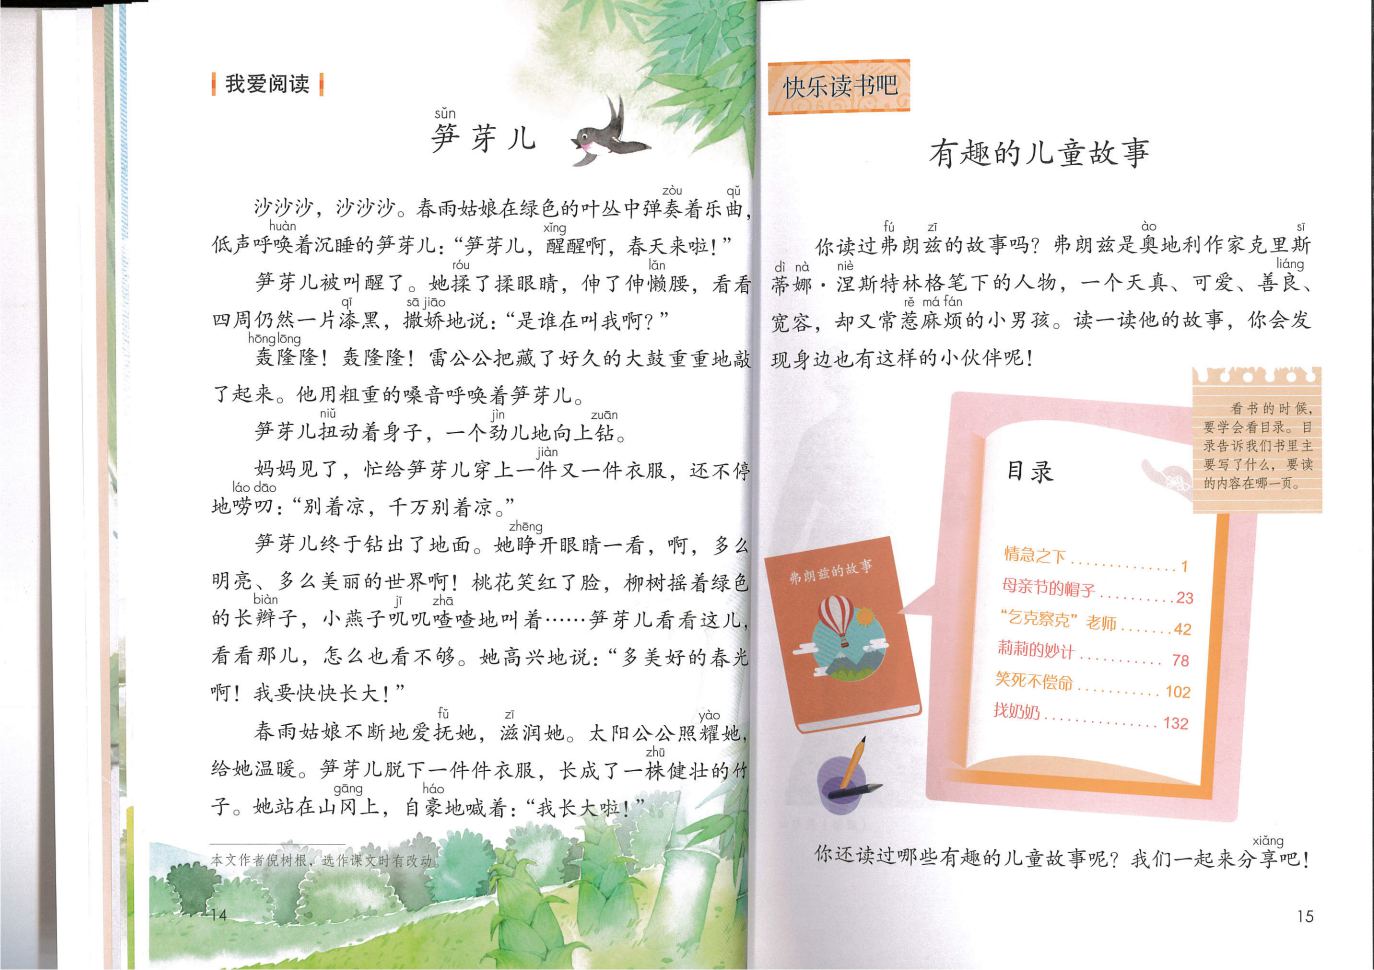 我爱阅读
sǔn
笋芽儿
zòu qǔ
沙沙沙，沙沙沙。春雨姑娘在绿色的叶丛中弹奏着乐曲，
huàn xǐng
低声呼唤着沉睡的笋芽儿：“笋芽儿，醒醒啊，春天来啦！”
róu lǎn
笋芽儿被叫醒了。她揉了揉眼睛，伸了伸懒腰，看看
qī sā jiāo
四周仍然一片漆黑，撒娇地说：“是谁在叫我啊？”
hōng lōng
轰隆隆！轰隆隆！雷公公把藏了好久的大鼓重重地敲
了起来。他用粗重的嗓音呼唤着笋芽儿。
niǔ jìn zuān
笋芽儿扭动着身子，一个劲儿地向上钻。
jiàn
妈妈见了，忙给笋芽儿穿上一件又一件衣服，还不停
láo dāo
地唠叨：“别着凉，千万别着凉。”
zhēng
笋芽儿终于钻出了地面。她睁开眼睛一看，啊，多么
明亮、多么美丽的世界啊！桃花笑红了脸，柳树摇着绿色
biàn jī zhā
的长辫子，小燕子叽叽喳喳地叫着……笋芽儿看看这儿，
看看那儿，怎么也看不够。她高兴地说：“多美好的春光
啊！我要快快长大！”
fǔ zī yào
春雨姑娘不断地爱抚她，滋润她。太阳公公照耀她，
zhū
给她温暖。笋芽儿脱下一件件衣服，长成了一株健壮的竹
gāng háo
子。她站在山冈上，自豪地喊着：“我长大啦！”
本文作者倪树根，选作课文时有改动。
14
快乐读书吧
有趣的儿童故事
fú zī ào sī
你读过弗朗兹的故事吗？弗朗兹是奥地利作家克里斯
dì nà niè liáng
蒂娜·涅斯特林格笔下的人物，一个天真、可爱、善良、
rě má fán
宽容，却又常惹麻烦的小男孩。读一读他的故事，你会发
现身边也有这样的小伙伴呢！
看书的时候，
要学会看目录。目
录告诉我们书里主
要写了什么，要读
的内容在哪一页。
目录
情急之下..............1
母亲节的帽子..........23
“乞克察克”老师.......42
莉莉的妙计........... 78
笑死不偿命........... 102
找奶奶............... 132
弗朗兹的故事
xiǎng
你还读过哪些有趣的儿童故事呢？我们一起来分享吧！
15